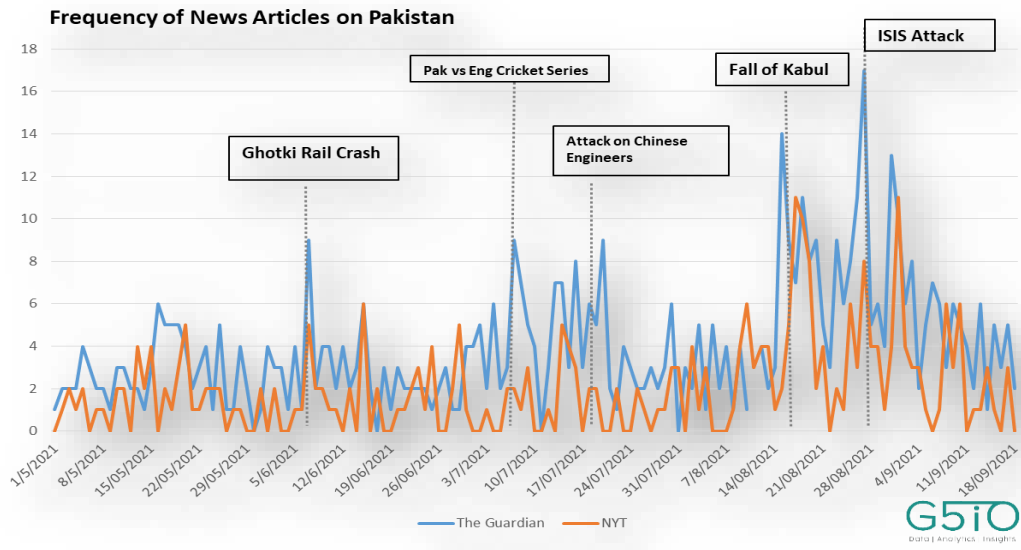 Frequency of News Articles on Pakistan
ISIS Attack
Fall of Kabul
Pak vs Eng Cricket Series
Attack on Chinese
Engineers
Ghotki Rail Crash
18
16
14
12
10
8
6
4
2
0
1/5/2021
8/5/2021
15/05/2021
22/05/2021
29/05/2021
5/6/2021
12/6/2021
19/06/2021
26/06/2021
3/7/2021
10/7/2021
17/07/2021
24/07/2021
31/07/2021
7/8/2021
14/08/2021
21/08/2021
28/08/2021
4/9/2021
11/9/2021
18/09/2021
The Guardian
NYT
G5iO
Data | Analytics | Insights